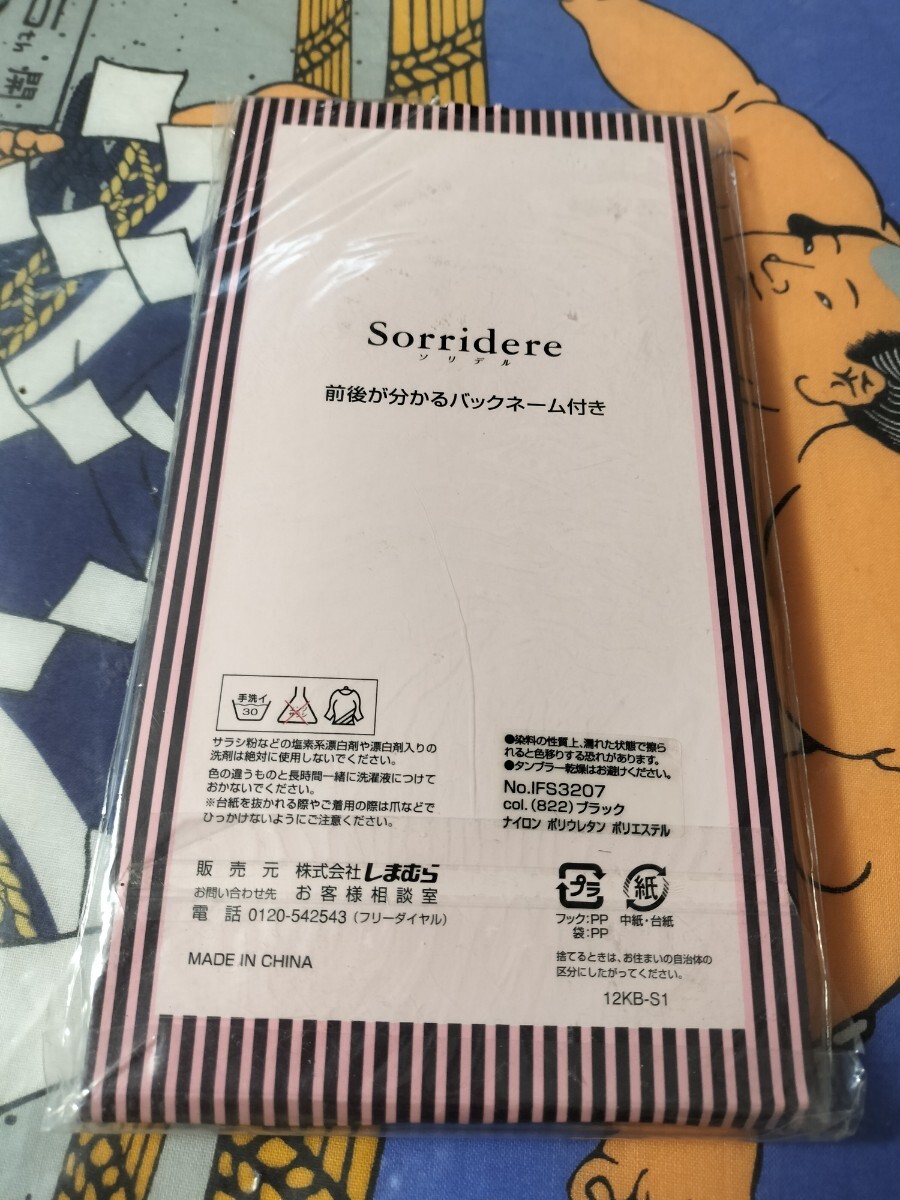 th
開
Sorridere
ソリデル
前後が分かるバックネーム付き
手洗イ
30
サラシ粉などの塩素系漂白剤や漂白剤入りの
洗剤は絶対に使用しないでください。
色の違うものと長時間一緒に洗濯液につけて
おかないでください。
※台紙を抜かれる際やご着用の際は爪などで
ひっかけないようにご注意ください。
●染料の性質上、濡れた状態で擦ら
れると色移りする恐れがあります。
●タンブラー乾燥はお避けください。
No.IFS3207
col.(822)ブラック
ナイロン ポリウレタン ポリエステル
販売元 株式会社しまむら
お問い合わせ先 お客様相談室
電話 0120-542543(フリーダイヤル)
MADE IN CHINA
プラ
フック:PP
袋:PP
紙
中紙・台紙
捨てるときは、お住まいの自治体の
区分にしたがってください。
12KB-S1